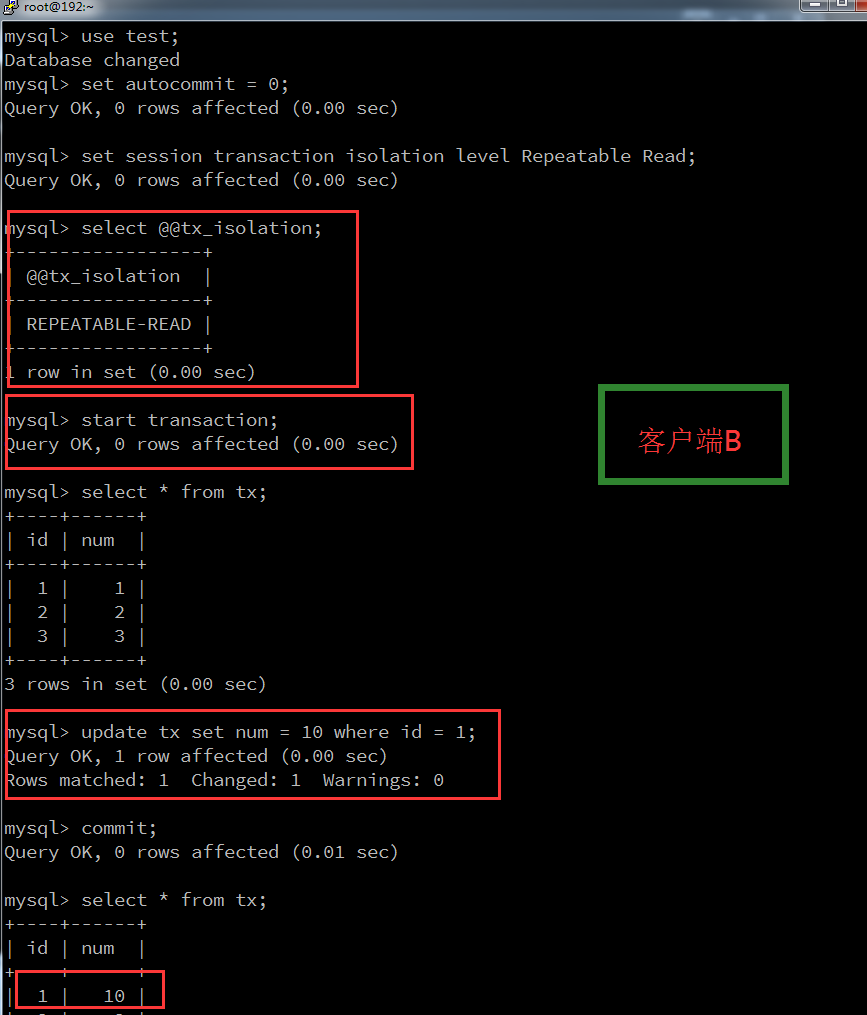 root@192:~
mysql> use test;
Database changed
mysql> set autocommit = 0;
Query OK, 0 rows affected (0.00 sec)
mysql> set session transaction isolation level Repeatable Read;
Query OK, 0 rows affected (0.00 sec)
mysql> select @@tx_isolation;
+-----------------+
| @@tx_isolation  |
+-----------------+
| REPEATABLE-READ |
+-----------------+
1 row in set (0.00 sec)
mysql> start transaction;
Query OK, 0 rows affected (0.00 sec)
客户端B
mysql> select * from tx;
+----+------+
| id | num  |
+----+------+
|  1 |    1 |
|  2 |    2 |
|  3 |    3 |
+----+------+
3 rows in set (0.00 sec)
mysql> update tx set num = 10 where id = 1;
Query OK, 1 row affected (0.00 sec)
Rows matched: 1  Changed: 1  Warnings: 0
mysql> commit;
Query OK, 0 rows affected (0.01 sec)
mysql> select * from tx;
+----+------+
| id | num  |
+----+------+
|  1 |   10 |